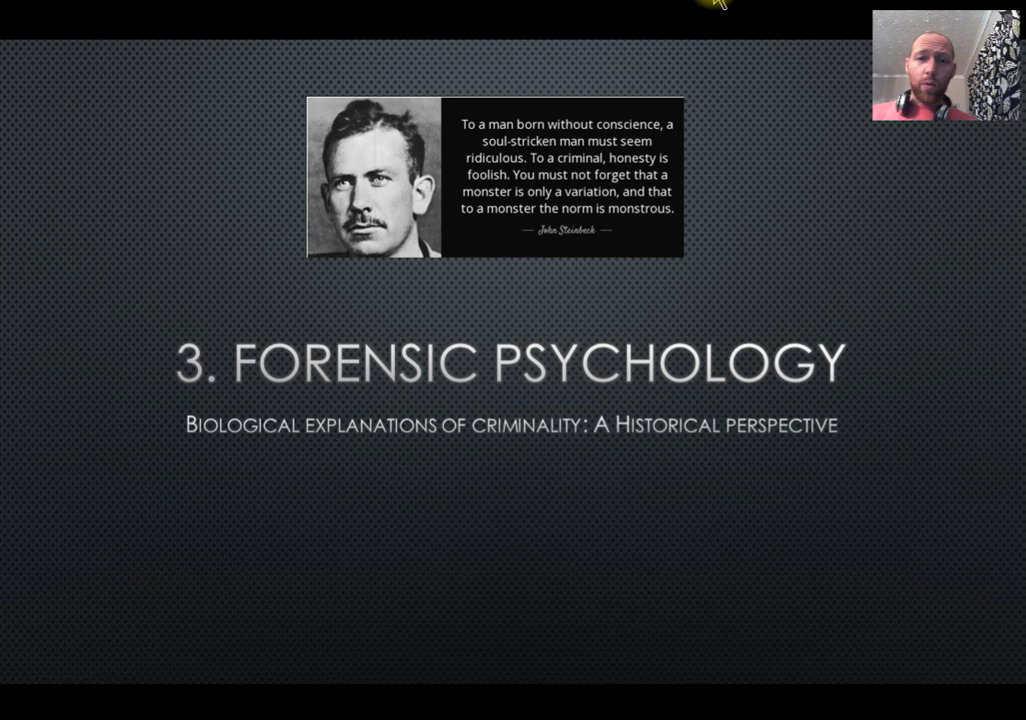 To a man born without conscience, a
soul-stricken man must seem
ridiculous. To a criminal, honesty is
foolish. You must not forget that a
monster is only a variation, and that
to a monster the norm is monstrous.
— John Steinbeck —
3. FORENSIC PSYCHOLOGY
BIOLOGICAL EXPLANATIONS OF CRIMINALITY: A HISTORICAL PERSPECTIVE